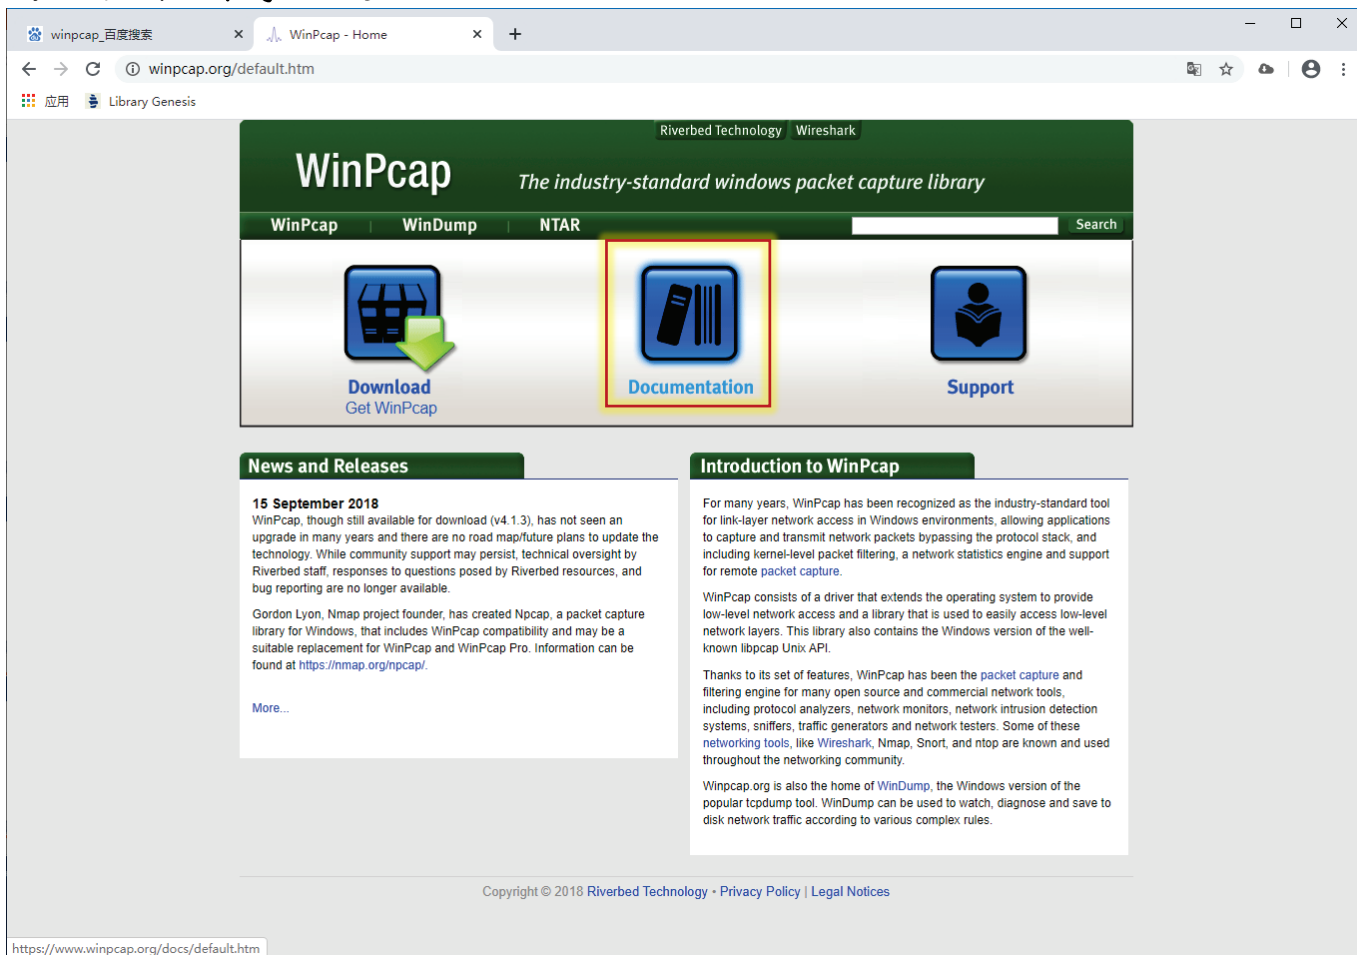 winpcap_百度搜索
WinPcap - Home
winpcap.org/default.htm
应用
Library Genesis
Riverbed Technology
Wireshark
WinPcap
The industry-standard windows packet capture library
WinPcap
WinDump
NTAR
Search
Download
Get WinPcap
Documentation
Support
News and Releases
15 September 2018
WinPcap, though still available for download (v4.1.3), has not seen an
upgrade in many years and there are no road map/future plans to update the
technology. While community support may persist, technical oversight by
Riverbed staff, responses to questions posed by Riverbed resources, and
bug reporting are no longer available.
Gordon Lyon, Nmap project founder, has created Npcap, a packet capture
library for Windows, that includes WinPcap compatibility and may be a
suitable replacement for WinPcap and WinPcap Pro. Information can be
found at https://nmap.org/npcap/.
More...
Introduction to WinPcap
For many years, WinPcap has been recognized as the industry-standard tool
for link-layer network access in Windows environments, allowing applications
to capture and transmit network packets bypassing the protocol stack, and
including kernel-level packet filtering, a network statistics engine and support
for remote packet capture.
WinPcap consists of a driver that extends the operating system to provide
low-level network access and a library that is used to easily access low-level
network layers. This library also contains the Windows version of the well-
known libpcap Unix API.
Thanks to its set of features, WinPcap has been the packet capture and
filtering engine for many open source and commercial network tools,
including protocol analyzers, network monitors, network intrusion detection
systems, sniffers, traffic generators and network testers. Some of these
networking tools, like Wireshark, Nmap, Snort, and ntop are known and used
throughout the networking community.
Winpcap.org is also the home of WinDump, the Windows version of the
popular tcpdump tool. WinDump can be used to watch, diagnose and save to
disk network traffic according to various complex rules.
Copyright © 2018 Riverbed Technology • Privacy Policy | Legal Notices
https://www.winpcap.org/docs/default.htm